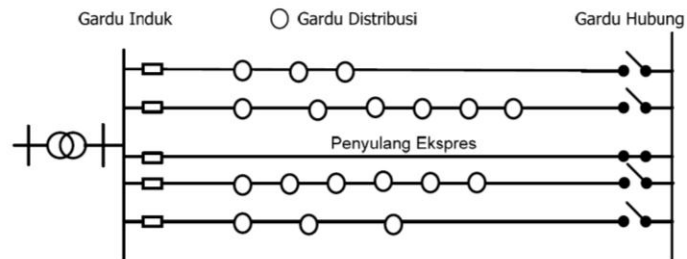 Gardu Induk
Gardu Distribusi
Gardu Hubung
Penyulang Ekspres